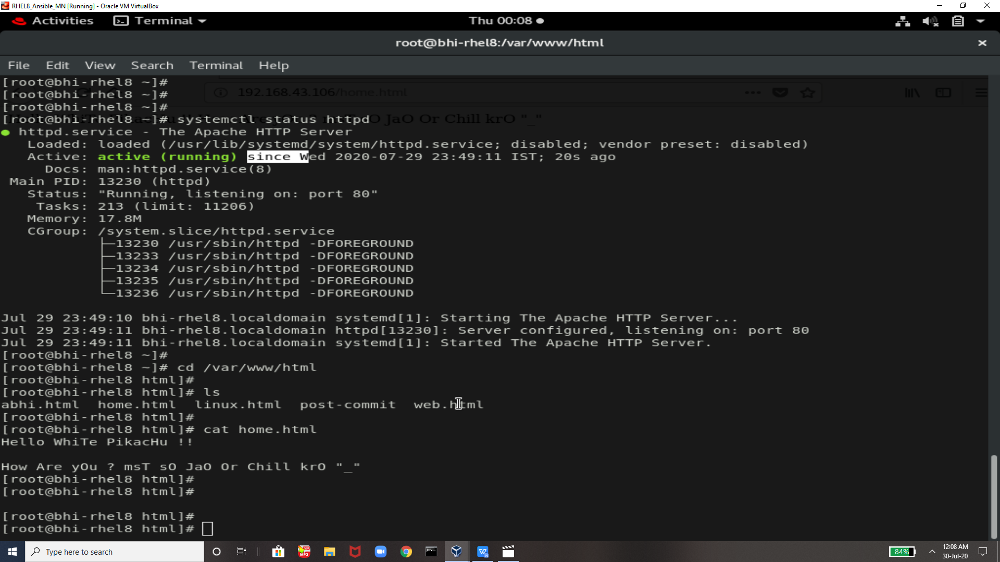 RHEL8_Ansible_MN [Running] - Oracle VM VirtualBox
Activities Terminal Thu 00:08
root@bhi-rhel8:/var/www/html
File Edit View Search Terminal Help
[root@bhi-rhel8 ~]#
192.168.43.106/home.html
[root@bhi-rhel8 ~]#
[root@bhi-rhel8 ~]#
[root@bhi-rhel8 ~]# systemctl status httpd
JaO Or Chill krO "_"
● httpd.service - The Apache HTTP Server
Loaded: loaded (/usr/lib/systemd/system/httpd.service; disabled; vendor preset: disabled)
Active: active (running) since Wed 2020-07-29 23:49:11 IST; 20s ago
Docs: man:httpd.service(8)
Main PID: 13230 (httpd)
Status: "Running, listening on: port 80"
Tasks: 213 (limit: 11206)
Memory: 17.8M
CGroup: /system.slice/httpd.service
├─13230 /usr/sbin/httpd -DFOREGROUND
├─13233 /usr/sbin/httpd -DFOREGROUND
├─13234 /usr/sbin/httpd -DFOREGROUND
├─13235 /usr/sbin/httpd -DFOREGROUND
└─13236 /usr/sbin/httpd -DFOREGROUND
Jul 29 23:49:10 bhi-rhel8.localdomain systemd[1]: Starting The Apache HTTP Server...
Jul 29 23:49:11 bhi-rhel8.localdomain httpd[13230]: Server configured, listening on: port 80
Jul 29 23:49:11 bhi-rhel8.localdomain systemd[1]: Started The Apache HTTP Server.
[root@bhi-rhel8 ~]#
[root@bhi-rhel8 ~]# cd /var/www/html
[root@bhi-rhel8 html]#
[root@bhi-rhel8 html]# ls
abhi.html home.html linux.html post-commit web.html
[root@bhi-rhel8 html]#
[root@bhi-rhel8 html]# cat home.html
Hello WhiTe PikacHu !!
How Are yOu ? msT sO JaO Or Chill krO "_"
[root@bhi-rhel8 html]#
[root@bhi-rhel8 html]#
[root@bhi-rhel8 html]#
[root@bhi-rhel8 html]#
Type here to search
MP3
84%
12:08 AM
30-Jul-20